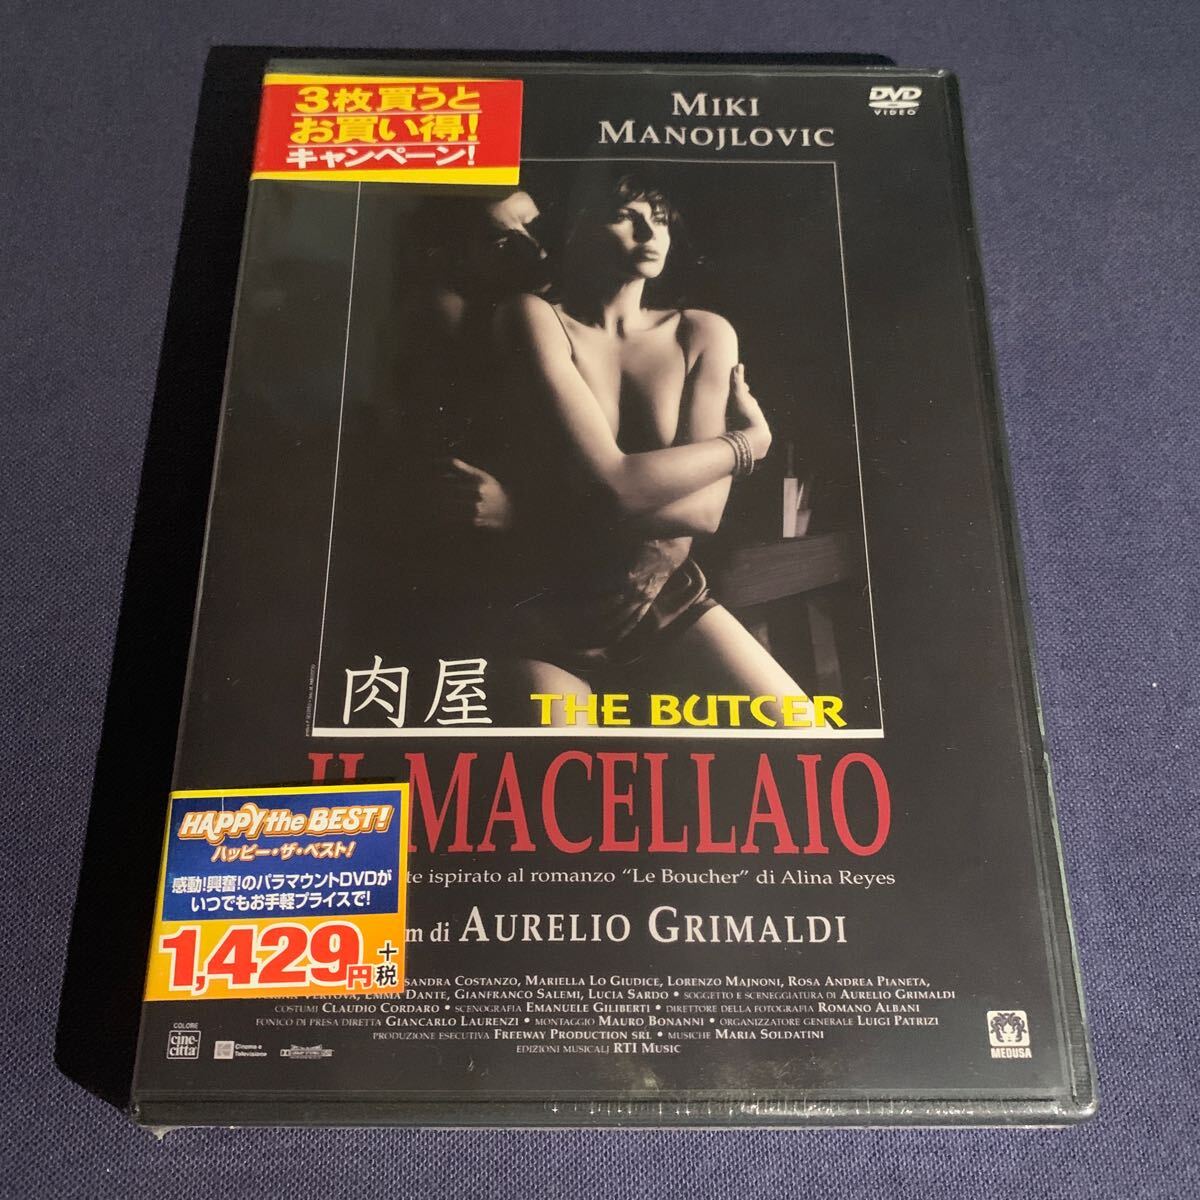 3枚買うと
お買い得!
キャンペーン!
MIKI
MANOJLOVIC
DVD
VIDEO
肉屋 THE BUTCER
IL MACELLAIO
HAPPY the BEST!
ハッピー・ザ・ベスト!
感動!興奮!のパラマウントDVDが
いつでもお手軽プライスで!
1,429円+税
ispirato al romanzo “Le Boucher” di Alina Reyes
di AURELIO GRIMALDI
COSTANZO, MARIELLA LO GIUDICE, LORENZO MAJNONI, ROSA ANDREA PIANETA,
VERTOVA, EMMA DANTE, GIANFRANCO SALEMI, LUCIA SARDO • SOGGETTO E SCENEGGIATURA DI AURELIO GRIMALDI
COSTUMI CLAUDIO CORDARO • SCENOGRAFIA EMANUELE GILIBERTI • DIRETTORE DELLA FOTOGRAFIA ROMANO ALBANI
FONICO DI PRESA DIRETTA GIANCARLO LAURENZI • MONTAGGIO MAURO BONANNI • ORGANIZZATORE GENERALE LUIGI PATRIZI
PRODUZIONE ESECUTIVA FREEWAY PRODUCTION SRL • MUSICHE MARIA SOLDATINI
EDIZIONI MUSICALI RTI MUSIC
COLORE
cine-
città
Cinema e
Televisione
MEDUSA